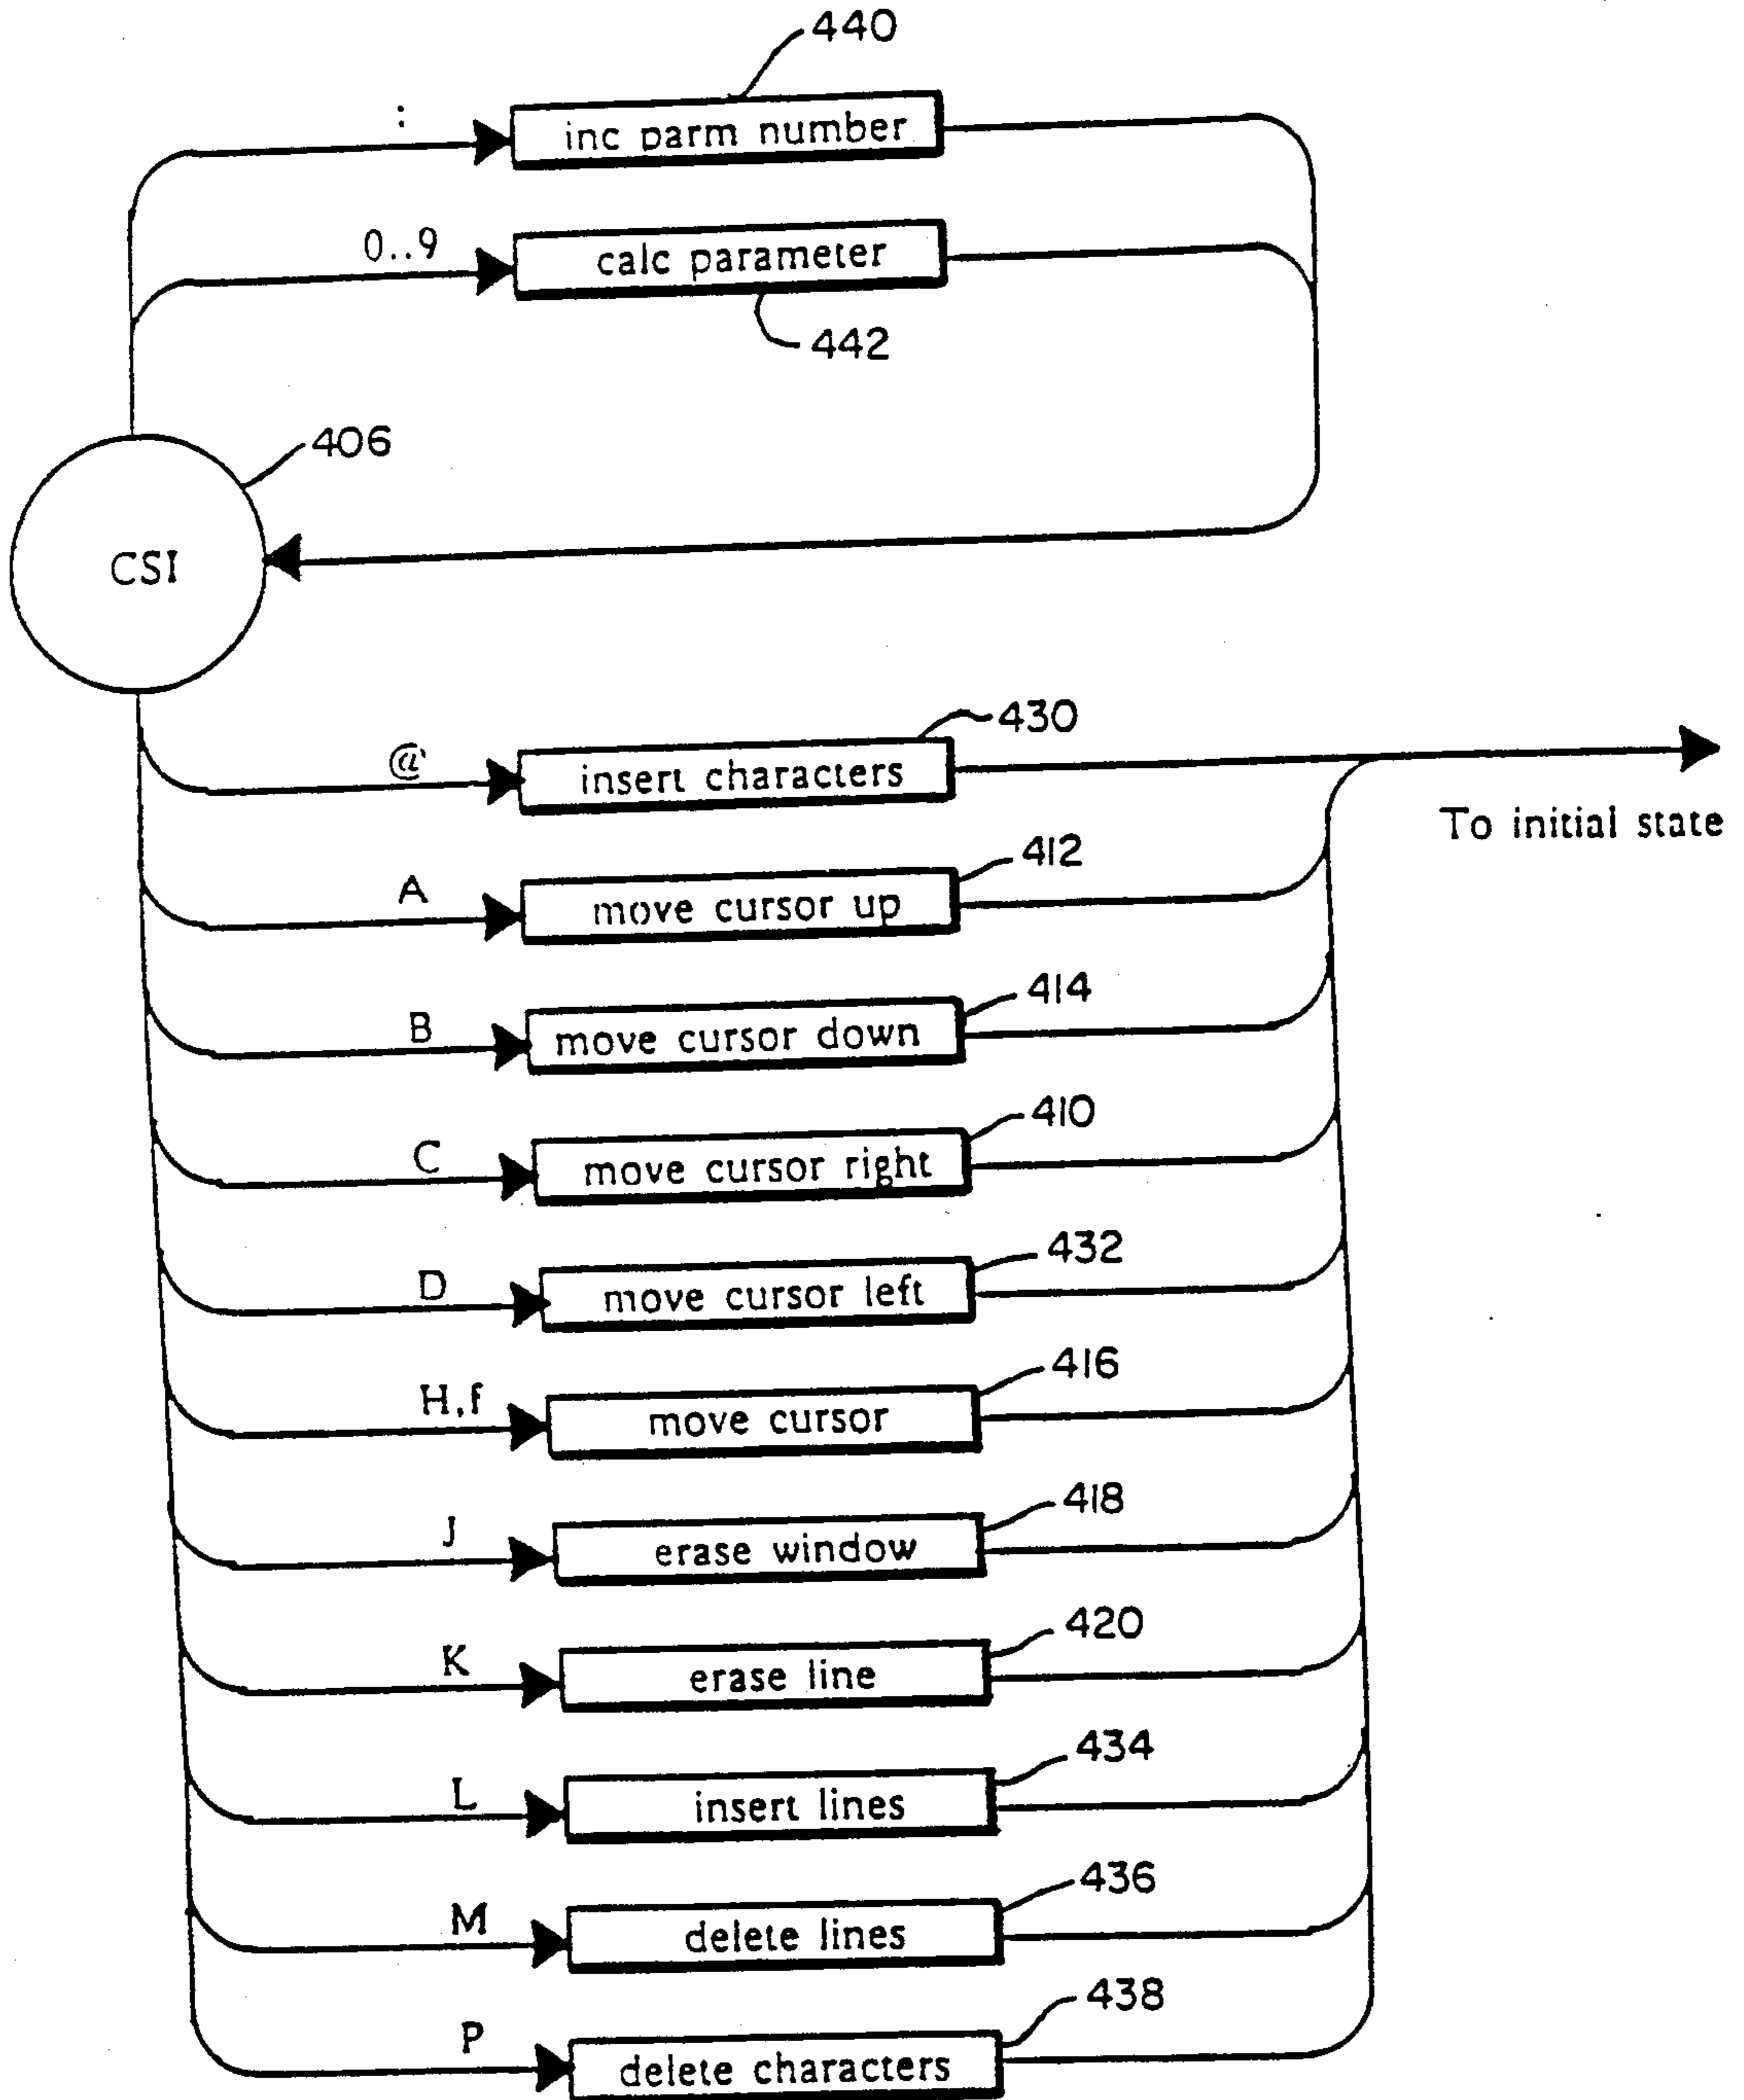 440
: inc parm number
0..9 calc parameter
442
406
CSI
430
@ insert characters
To initial state
412
A move cursor up
414
B move cursor down
410
C move cursor right
432
D move cursor left
416
H,f move cursor
418
J erase window
420
K erase line
434
L insert lines
436
M delete lines
438
P delete characters